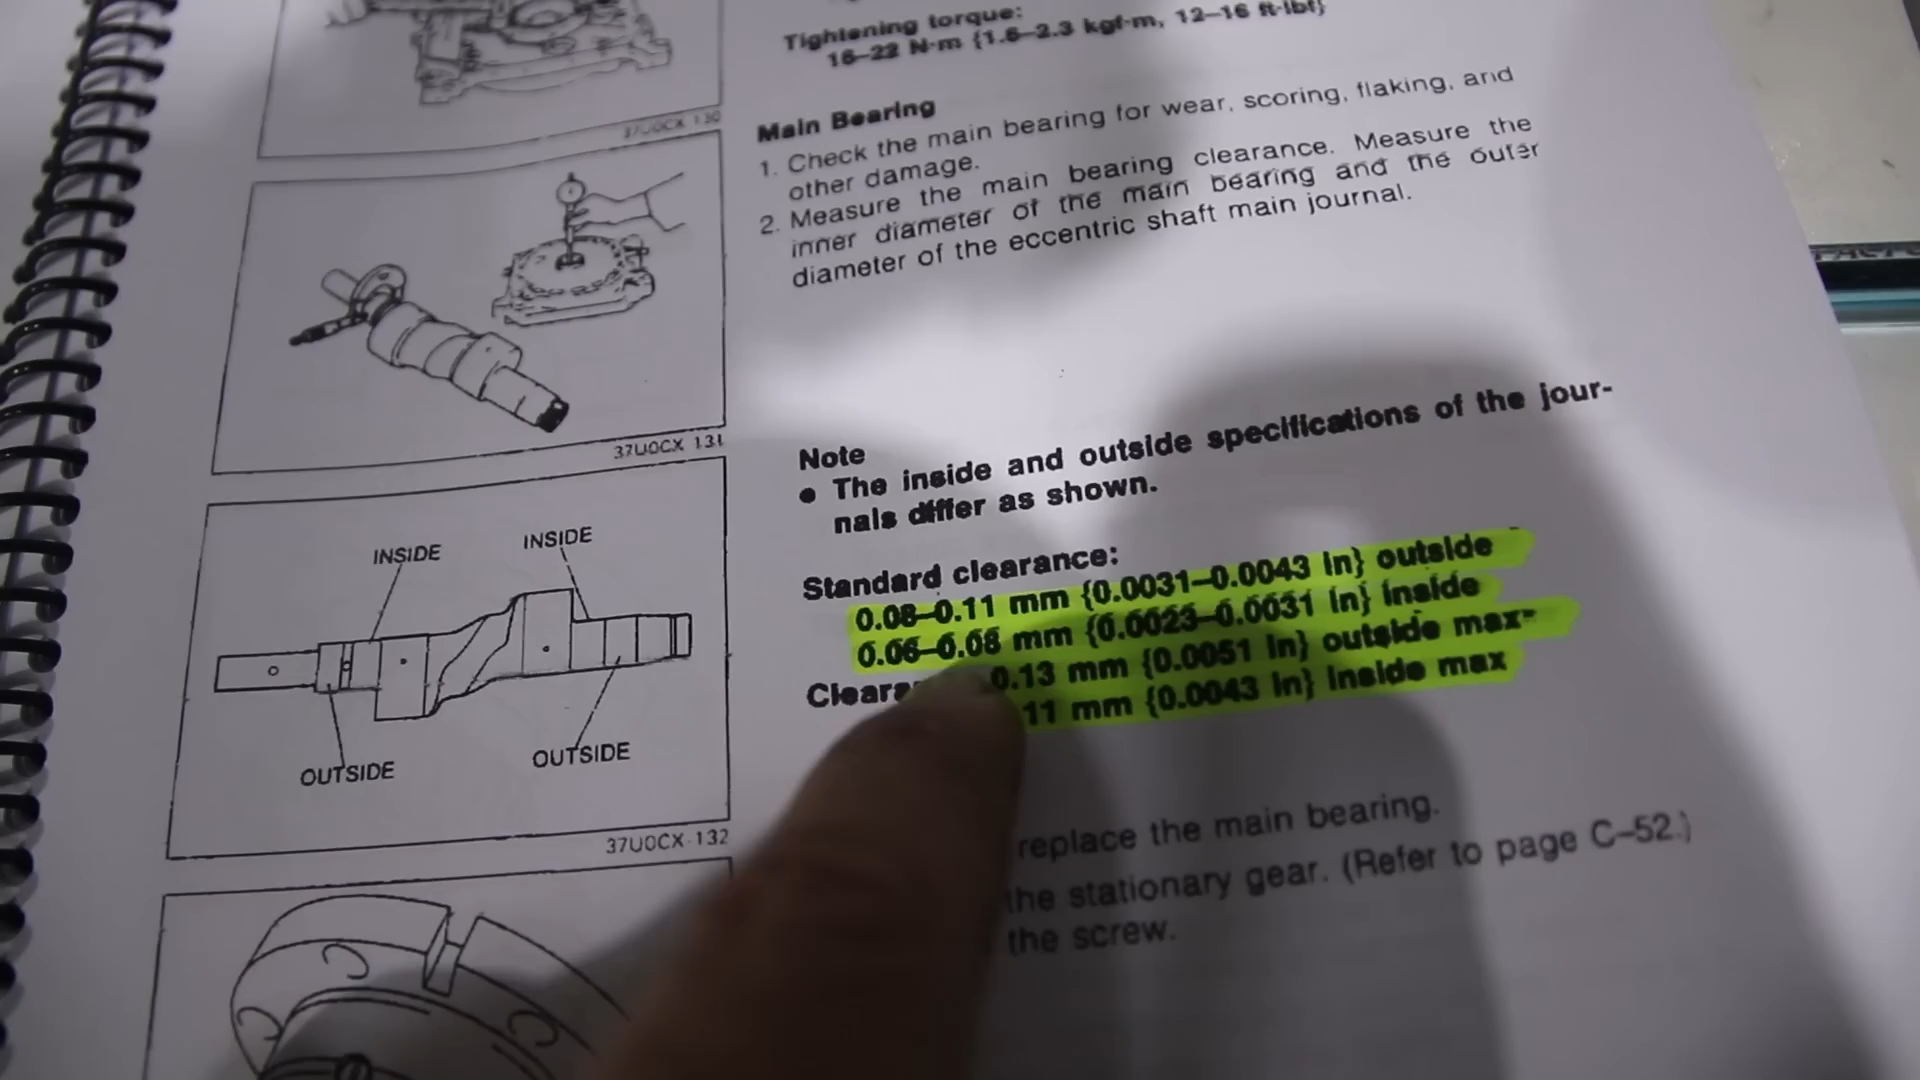 Tightening torque:
16–22 N·m {1.6–2.3 kgf·m, 12–16 ft·lbf}
37U0CX 130
Main Bearing
1. Check the main bearing for wear, scoring, flaking, and
other damage.
2. Measure the main bearing clearance. Measure the
inner diameter of the main bearing and the outer
diameter of the eccentric shaft main journal.
37U0CX 131
Note
● The inside and outside specifications of the jour-
nals differ as shown.
INSIDE
INSIDE
OUTSIDE
OUTSIDE
37U0CX-132
Standard clearance:
0.08–0.11 mm {0.0031–0.0043 in} outside
0.06–0.08 mm {0.0023–0.0031 in} inside
0.13 mm {0.0051 in} outside max
11 mm {0.0043 in} inside max
replace the main bearing.
the stationary gear. (Refer to page C–52.)
the screw.